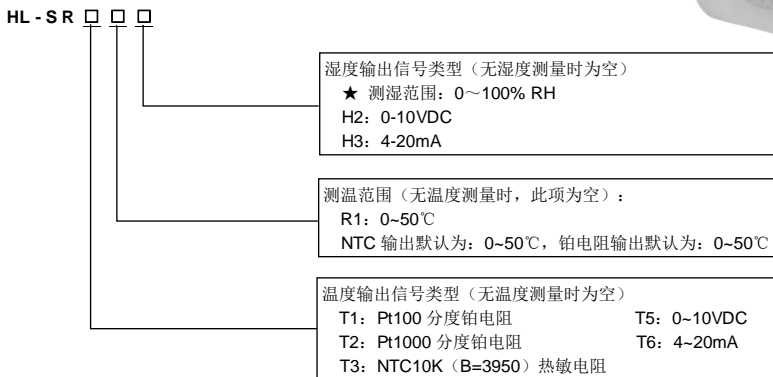 HL - S R □ □ □
湿度输出信号类型（无湿度测量时为空）
★ 测湿范围：0～100% RH
H2：0-10VDC
H3：4-20mA
测温范围（无温度测量时，此项为空）：
R1：0~50℃
NTC 输出默认为：0~50℃，铂电阻输出默认为：0~50℃
温度输出信号类型（无温度测量时为空）
T1：Pt100 分度铂电阻 T5：0~10VDC
T2：Pt1000 分度铂电阻 T6：4~20mA
T3：NTC10K（B=3950）热敏电阻